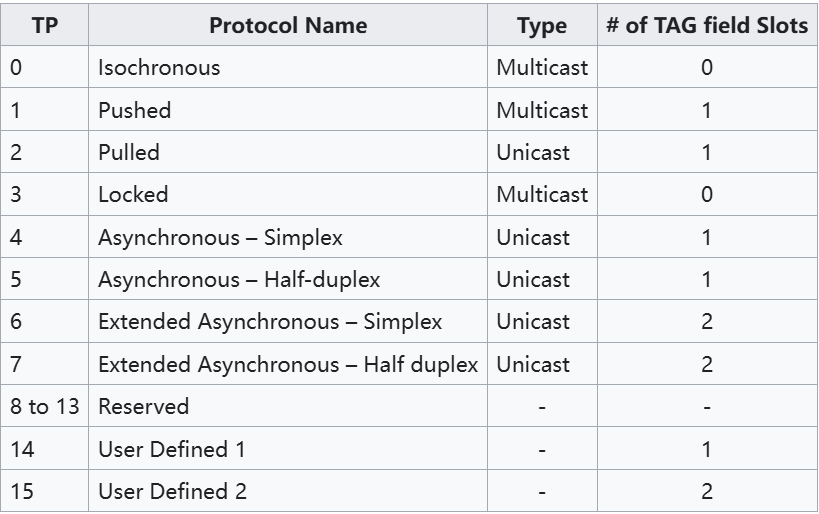 TP Protocol Name Type # of TAG field Slots
0 Isochronous Multicast 0
1 Pushed Multicast 1
2 Pulled Unicast 1
3 Locked Multicast 0
4 Asynchronous – Simplex Unicast 1
5 Asynchronous – Half-duplex Unicast 1
6 Extended Asynchronous – Simplex Unicast 2
7 Extended Asynchronous – Half duplex Unicast 2
8 to 13 Reserved - -
14 User Defined 1 - 1
15 User Defined 2 - 2